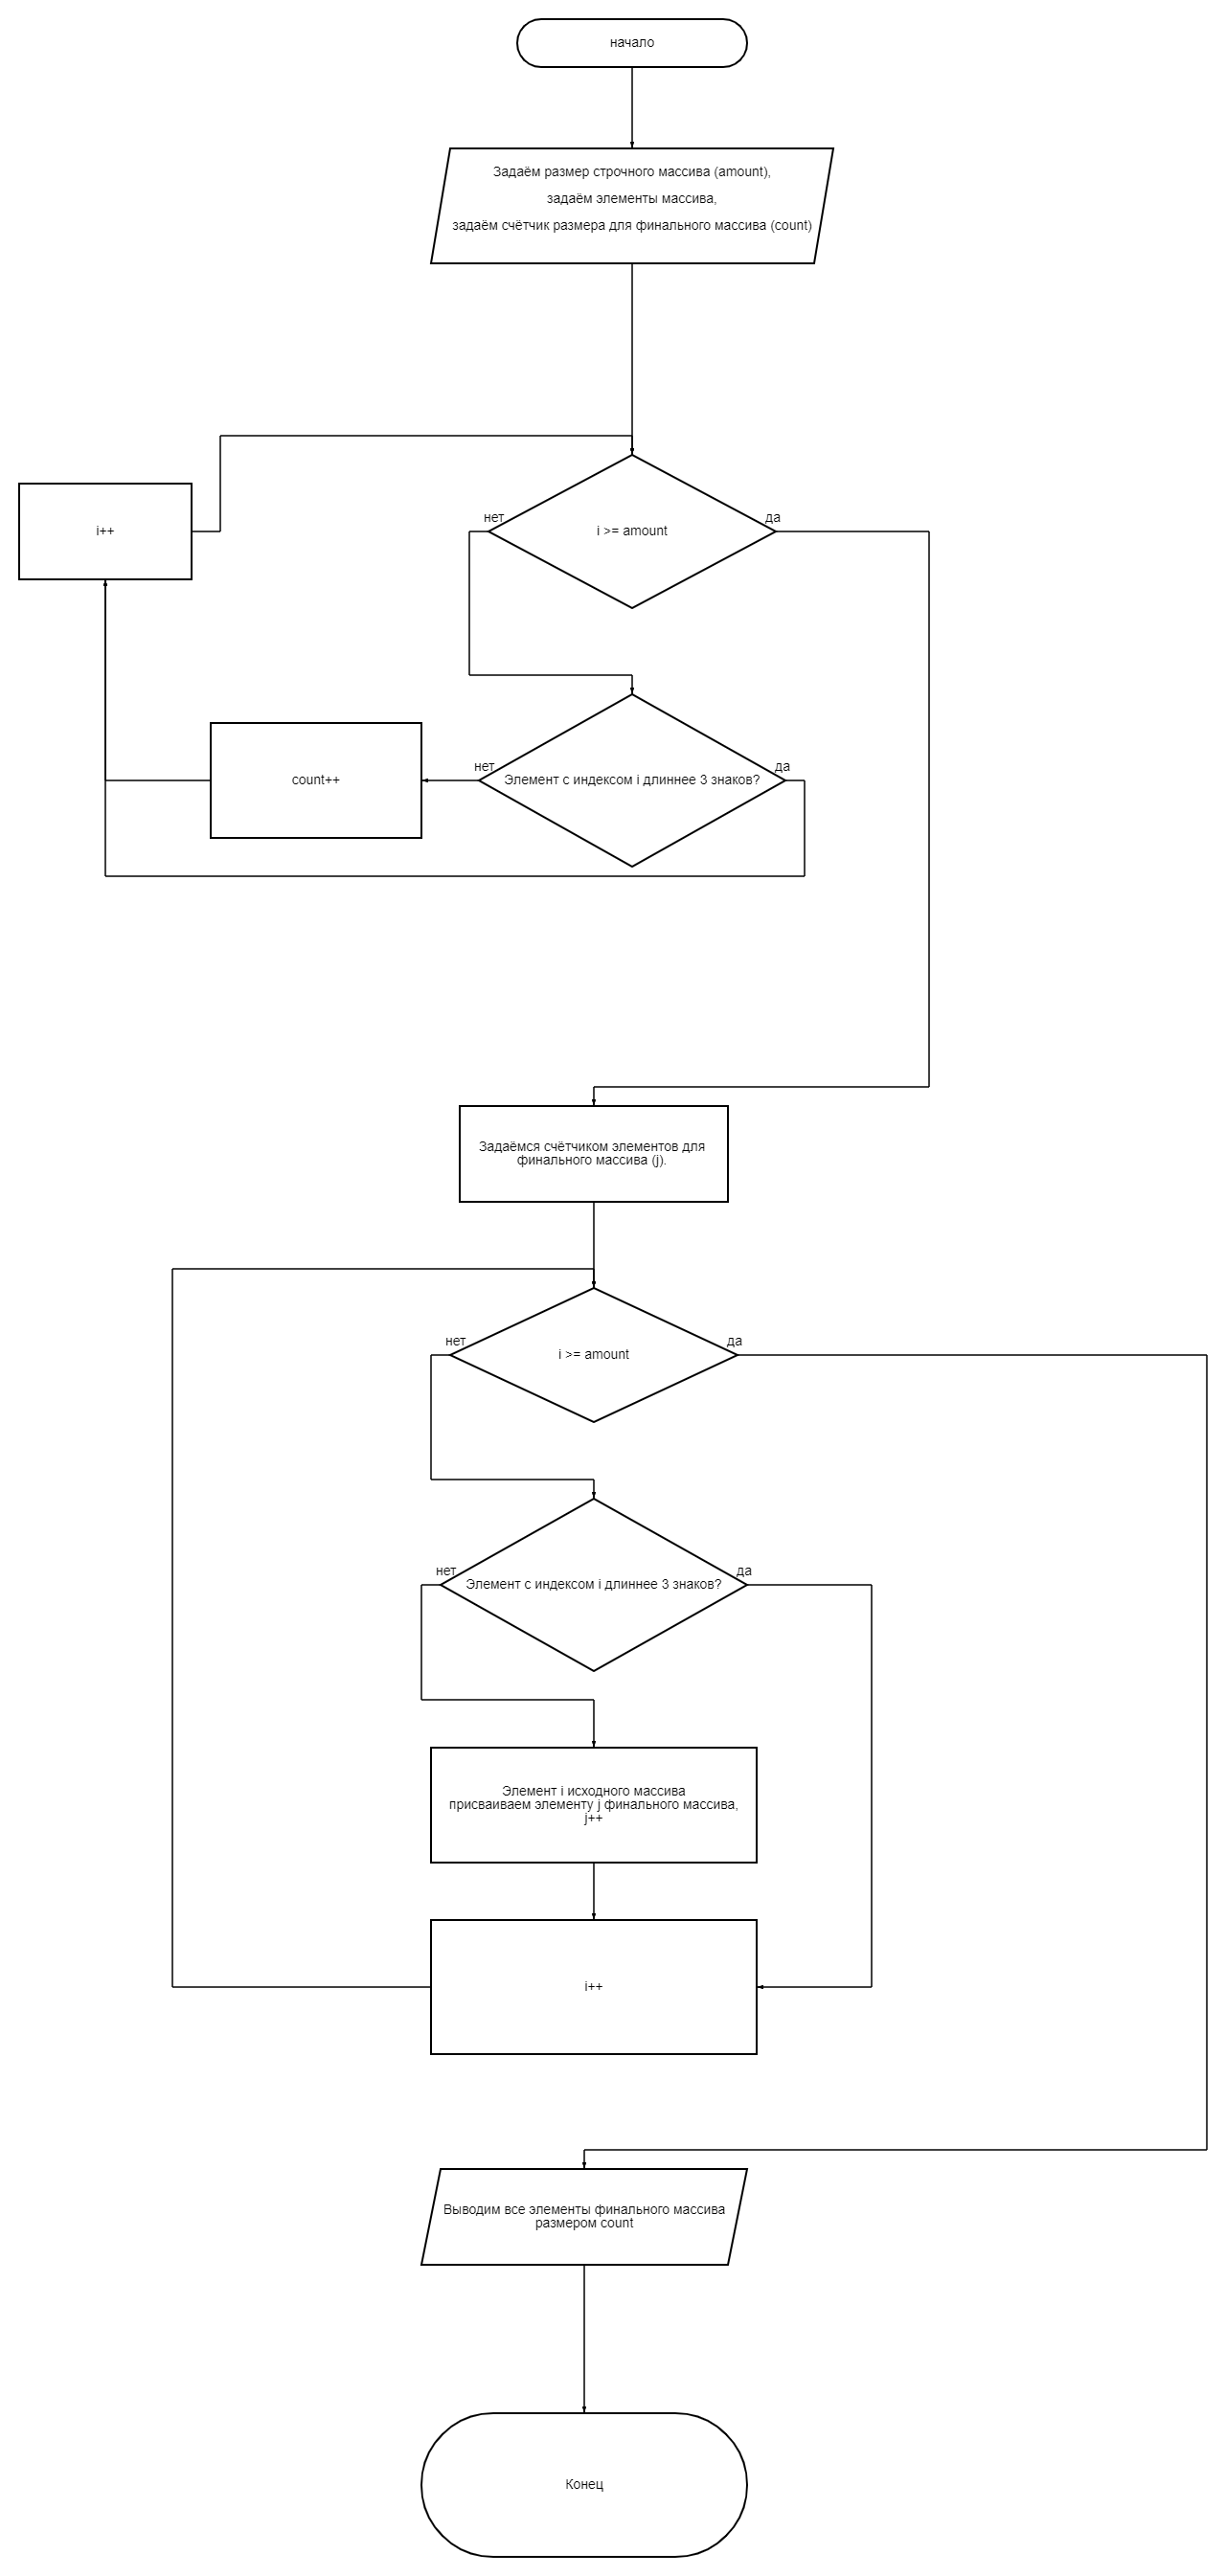 начало
Задаём размер строчного массива (amount),
задаём элементы массива,
задаём счётчик размера для финального массива (count)
i++
нет
i >= amount
да
count++
нет
Элемент с индексом i длиннее 3 знаков?
да
Задаёмся счётчиком элементов для
финального массива (j).
нет
i >= amount
да
нет
Элемент с индексом i длиннее 3 знаков?
да
Элемент i исходного массива
присваиваем элементу j финального массива,
j++
i++
Выводим все элементы финального массива
размером count
Конец